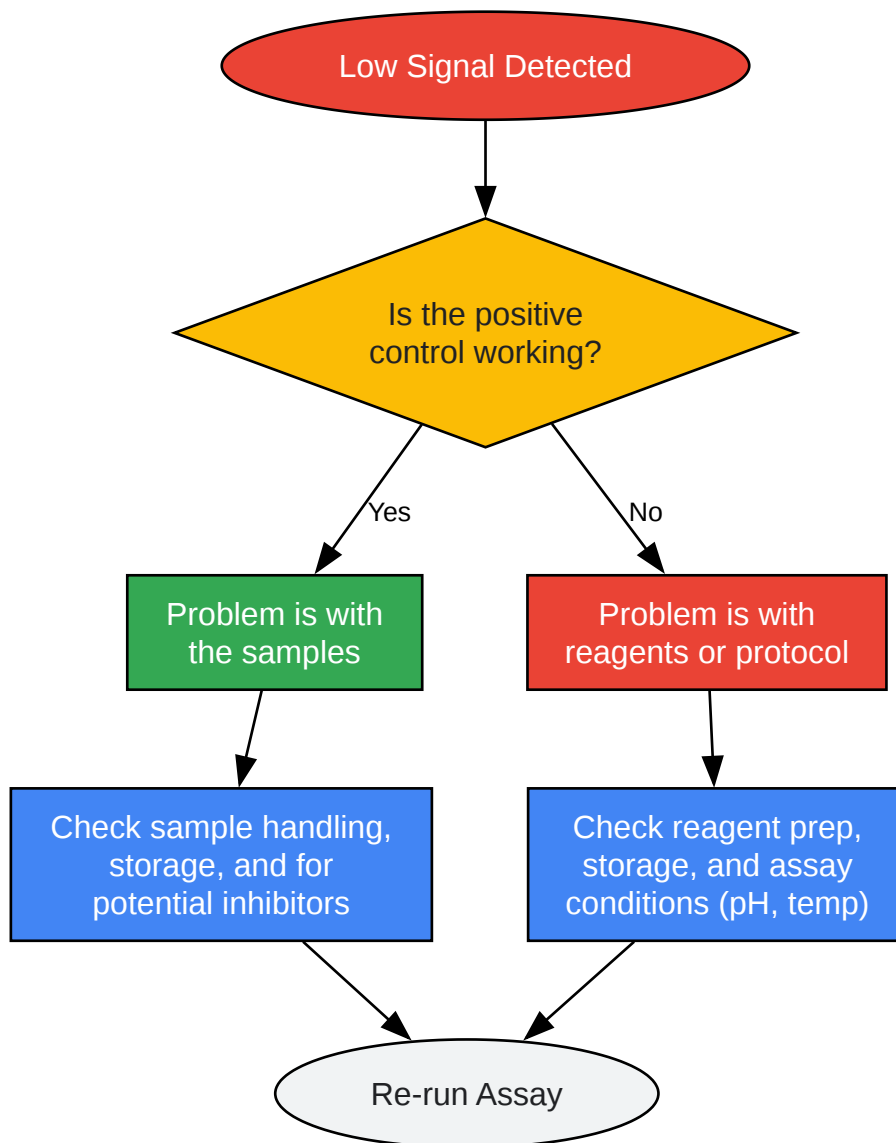 Low Signal Detected
Is the positive
control working?
Yes
No
Problem is with
the samples
Problem is with
reagents or protocol
Check sample handling,
storage, and for
potential inhibitors
Check reagent prep,
storage, and assay
conditions (pH, temp)
Re-run Assay